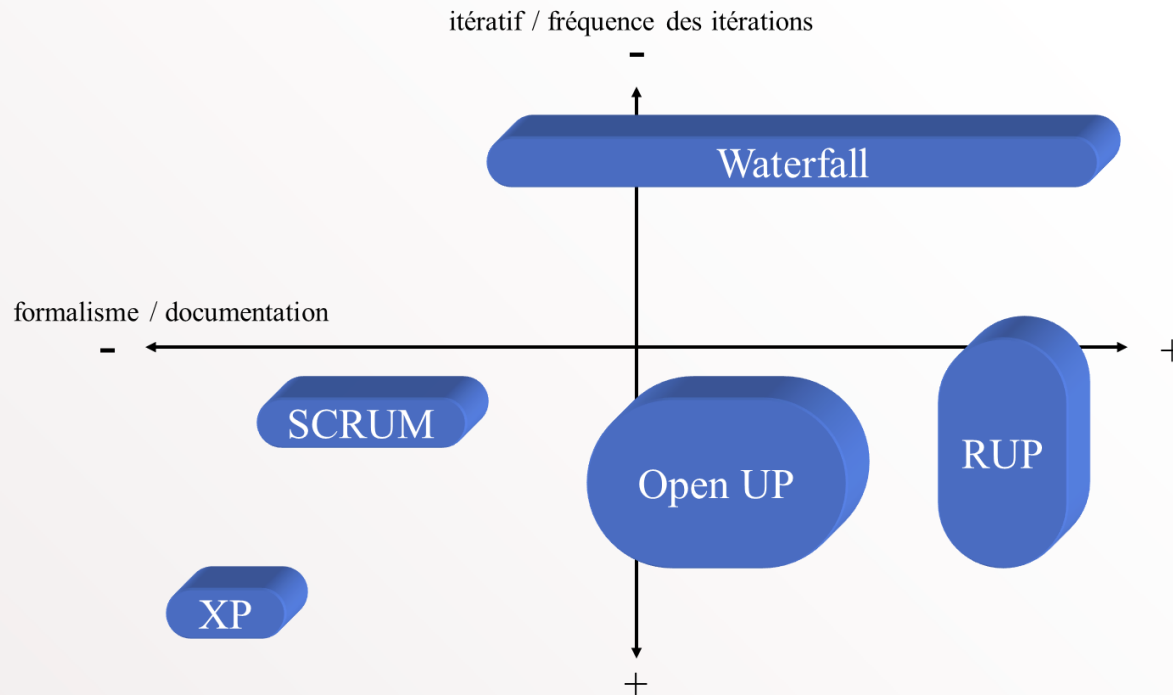 itératif / fréquence des itérations
-
Waterfall
formalisme / documentation
-
+
SCRUM
Open UP
RUP
XP
+